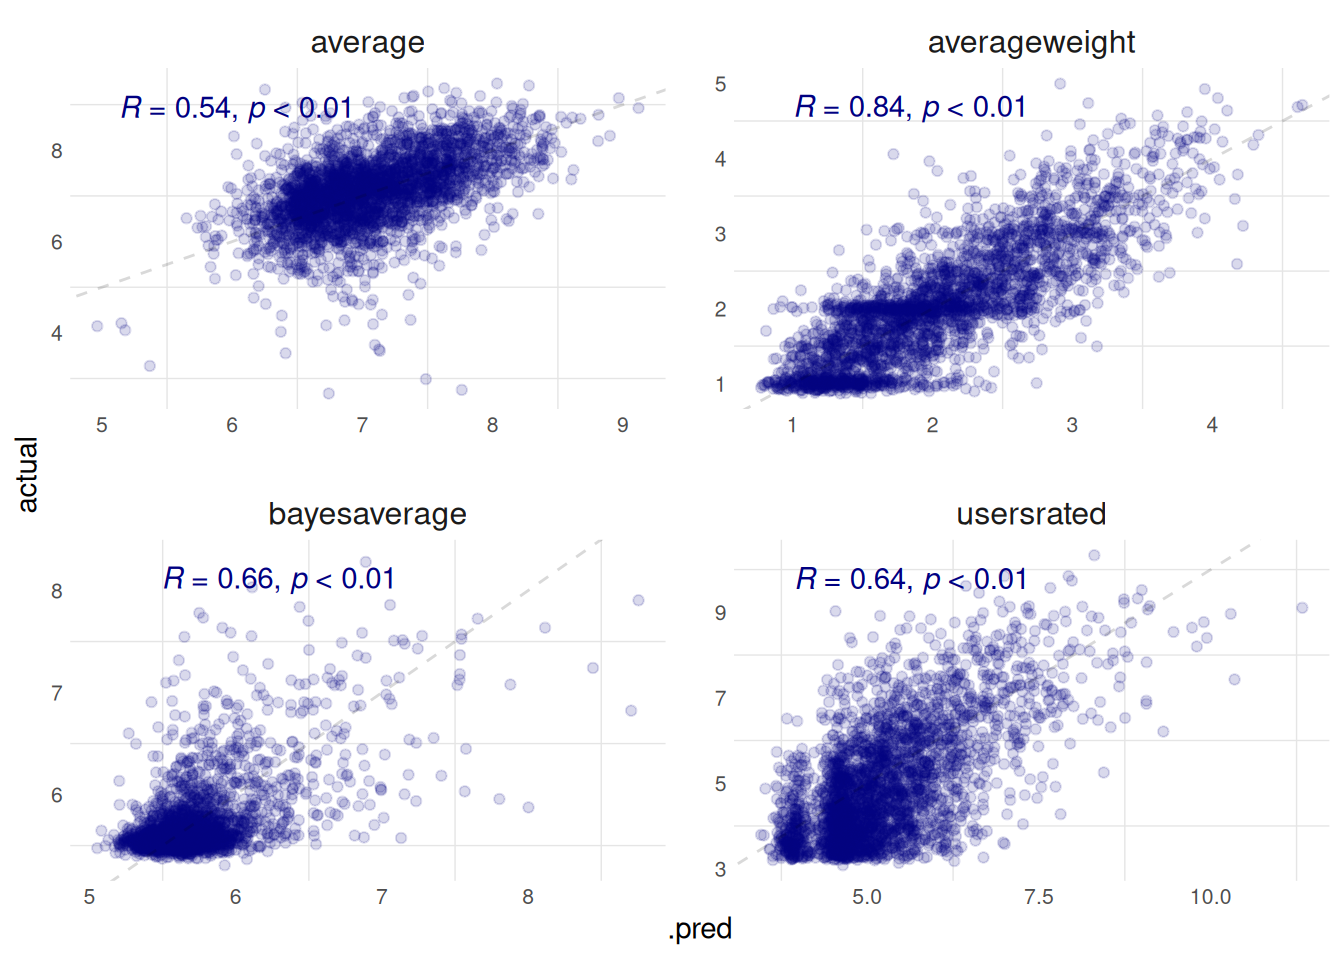 average
R = 0.54, p < 0.01
8
6
4
5 6 7 8 9
averageweight
R = 0.84, p < 0.01
5
4
3
2
1
1 2 3 4
actual
bayesaverage
R = 0.66, p < 0.01
8
7
6
5 6 7 8
usersrated
R = 0.64, p < 0.01
9
7
5
3
5.0 7.5 10.0
.pred